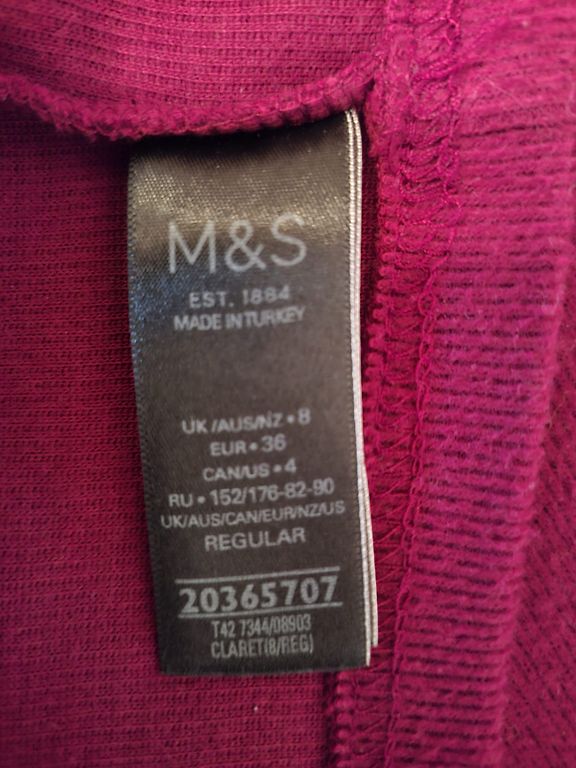 M&S
EST. 1884
MADE IN TURKEY
UK/AUS/NZ • 8
EUR • 36
CAN/US • 4
RU • 152/176-82-90
UK/AUS/CAN/EUR/NZ/US
REGULAR
20365707
T42 7344/08903
CLARET(8/REG)